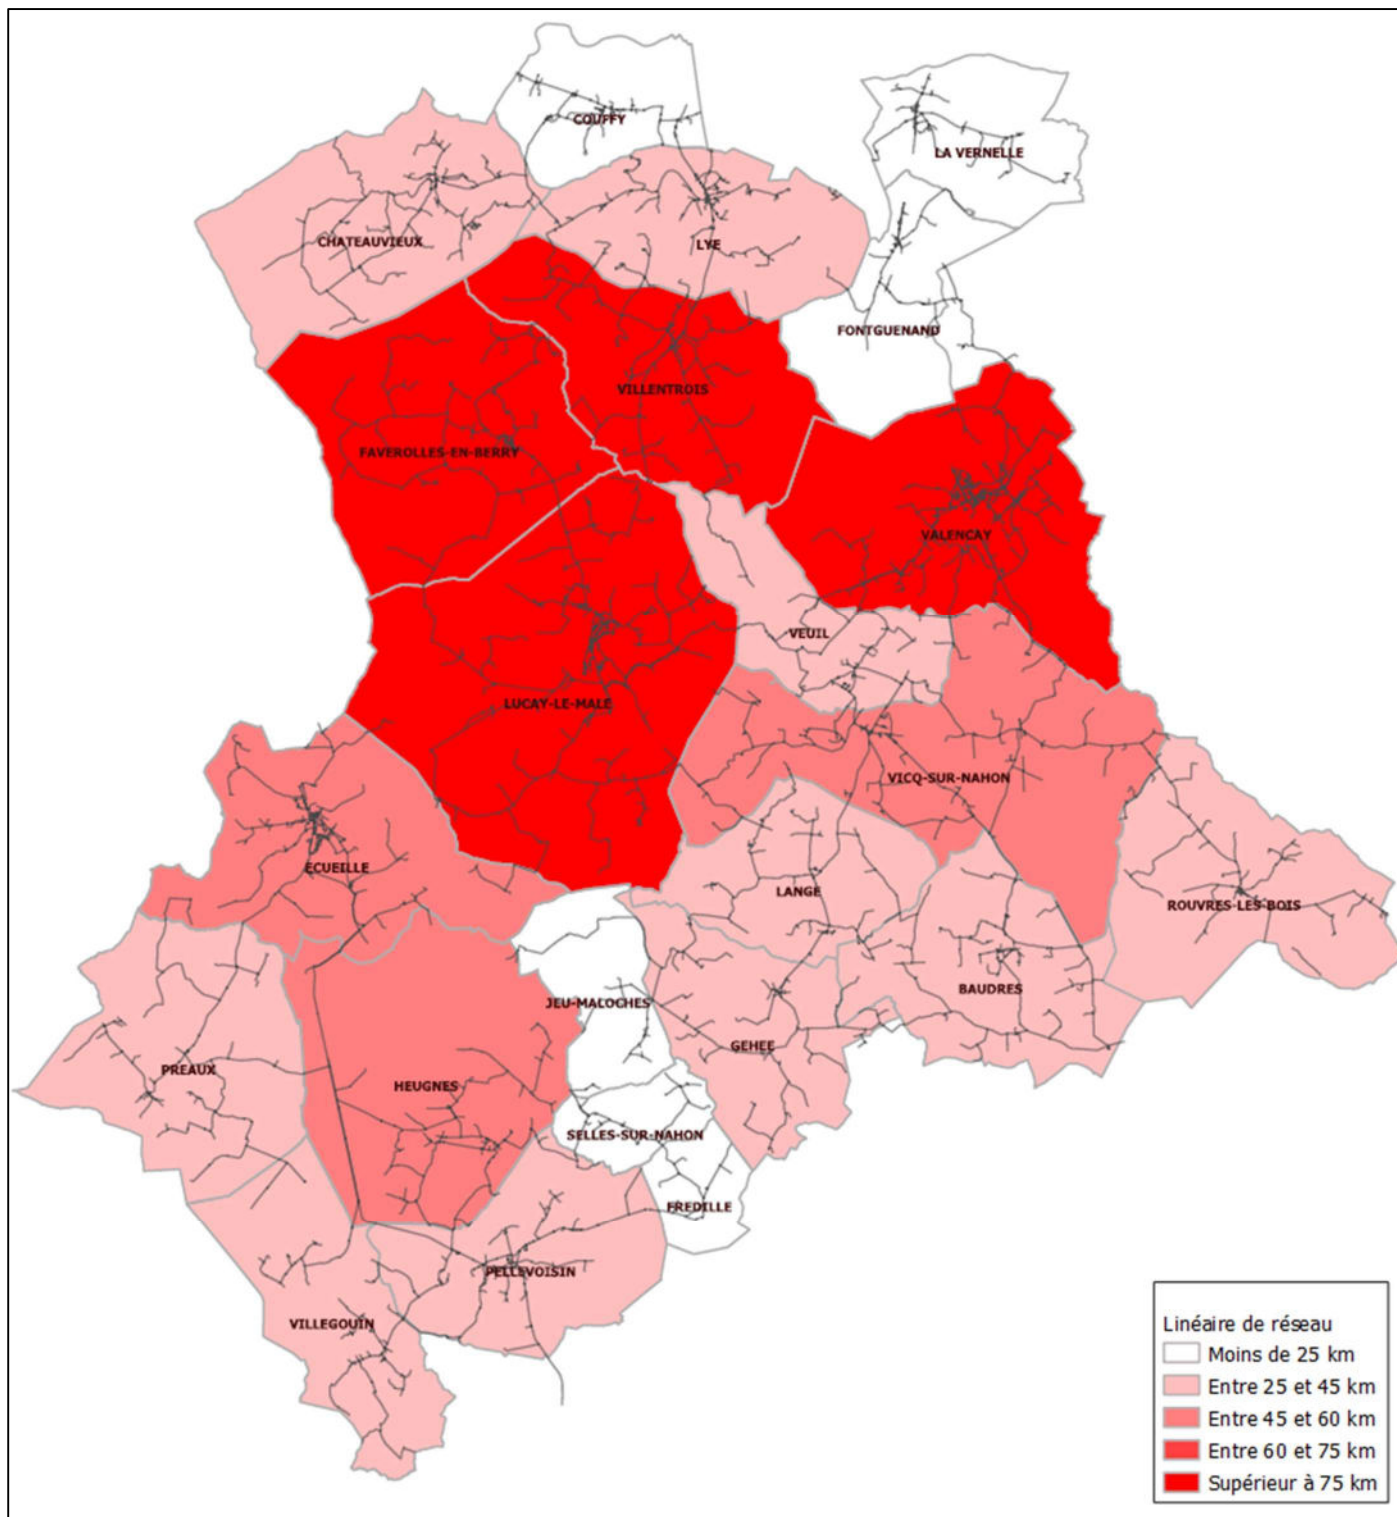 COUFFY
LA VERNELLE
CHATEAUVIEUX
LYE
FONTGUENAND
VILLENTROIS
FAVEROLLES-EN-BERRY
VALENCAY
VEUIL
LUCAY-LE-MALE
VICQ-SUR-NAHON
ECUEILLE
LANGE
ROUVRES-LES-BOIS
BAUDRES
JEU-MALOCHES
GEHEE
PREAUX
HEUGNES
SELLES-SUR-NAHON
FREDILLE
PELLEVOISIN
VILLEGOUIN
Linéaire de réseau
Moins de 25 km
Entre 25 et 45 km
Entre 45 et 60 km
Entre 60 et 75 km
Supérieur à 75 km